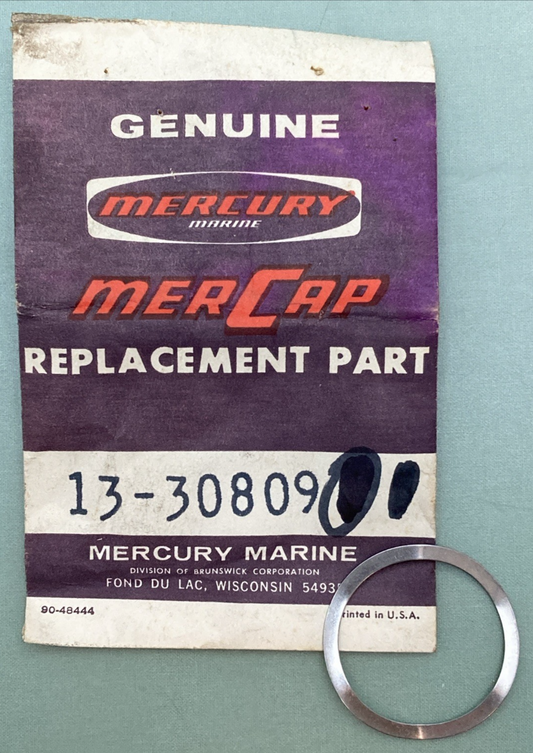 GENUINE
MERCURY
MARINE
MERCAP
REPLACEMENT PART
13-30809
MERCURY MARINE
DIVISION OF BRUNSWICK CORPORATION
FOND DU LAC, WISCONSIN 5493
90-48444
rinted in U.S.A.